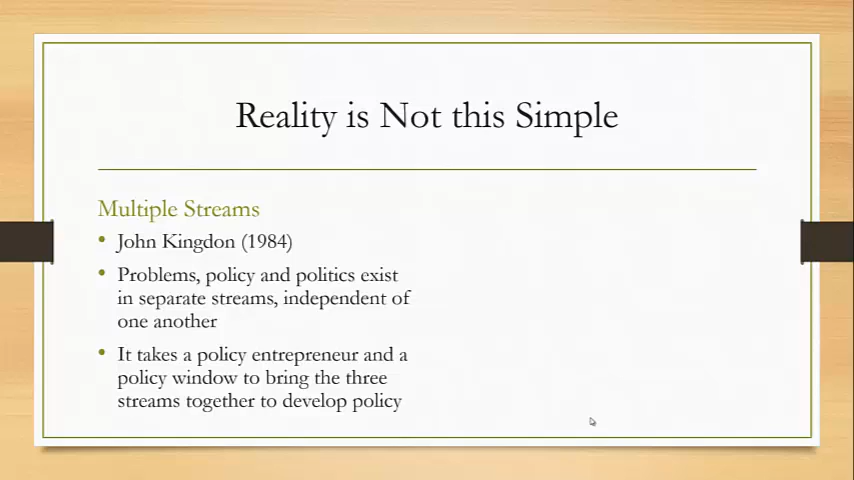 Reality is Not this Simple
Multiple Streams
• John Kingdon (1984)
• Problems, policy and politics exist
in separate streams, independent of
one another
• It takes a policy entrepreneur and a
policy window to bring the three
streams together to develop policy